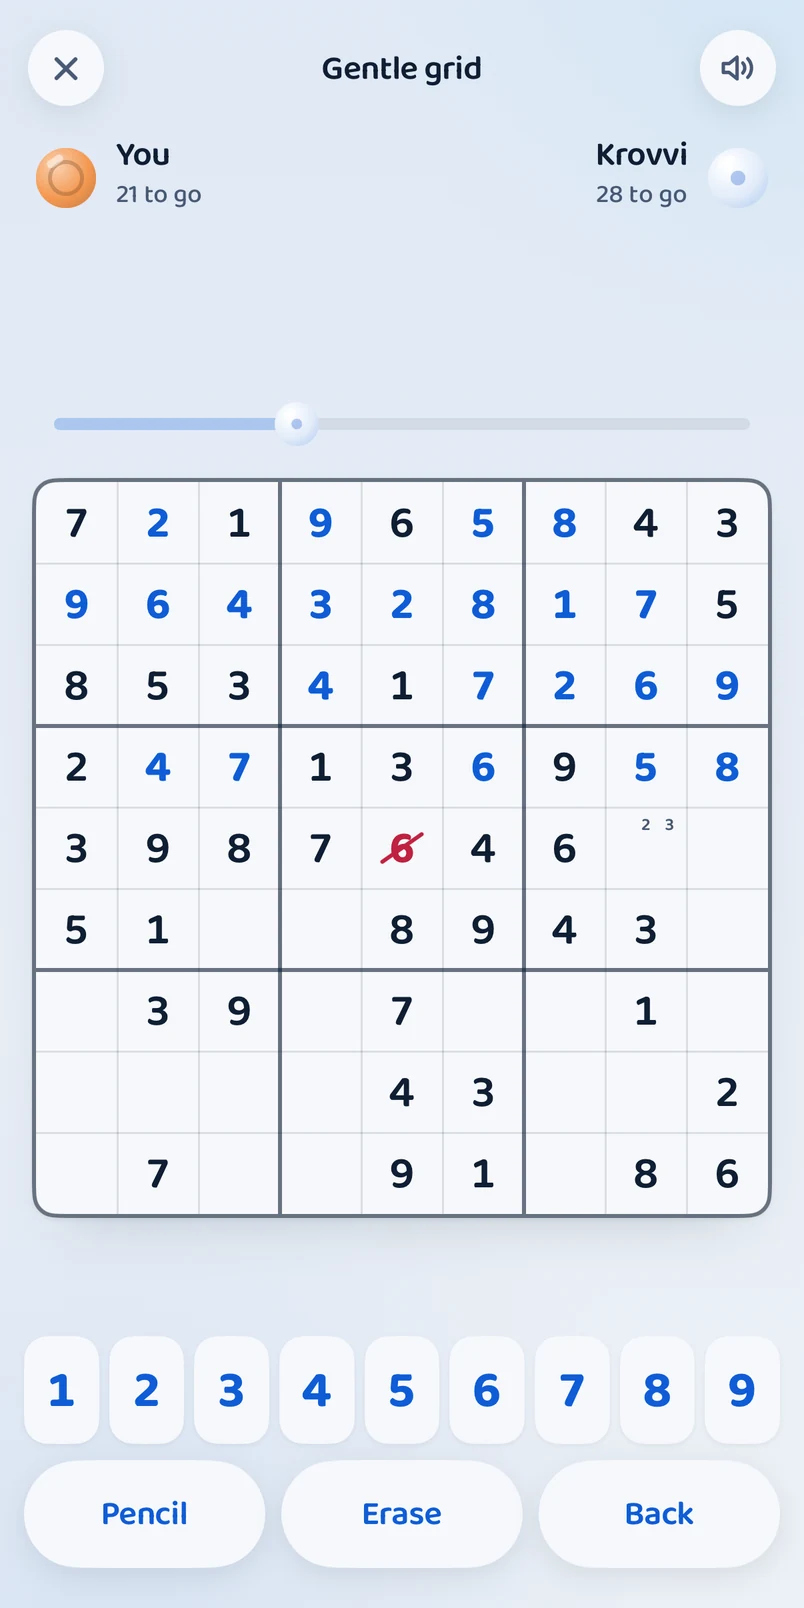 Gentle grid
You
21 to go
Krovvi
28 to go
7 2 1 9 6 5 8 4 3
9 6 4 3 2 8 1 7 5
8 5 3 4 1 7 2 6 9
2 4 7 1 3 6 9 5 8
2 3
3 9 8 7 6 4 6
5 1 8 9 4 3
3 9 7 1
4 3 2
7 9 1 8 6
1 2 3 4 5 6 7 8 9
Pencil Erase Back